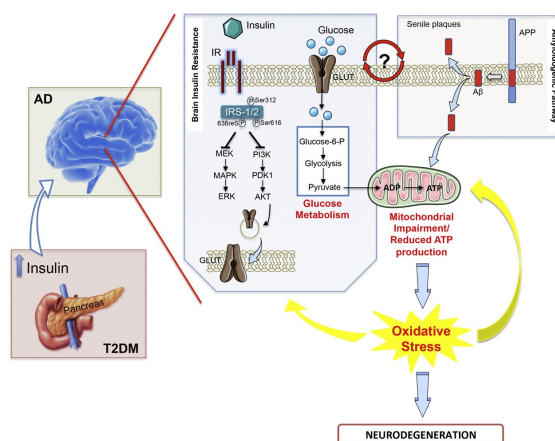 Insulin
Glucose
IR
GLUT
Brain Insulin Resistance
pSer312
IRS-1/2
636reS P
P Ser616
MEK
PI3K
MAPK
PDK1
ERK
AKT
GLUT
Glucose-6-P
Glycolysis
Pyruvate
Glucose
Metabolism
?
Senile plaques
APP
Aβ
Amyloidogenic Pathway
ADP
ATP
Mitochondrial
Impairment/
Reduced ATP
production
AD
Insulin
Pancreas
T2DM
Oxidative
Stress
NEURODEGENERATION